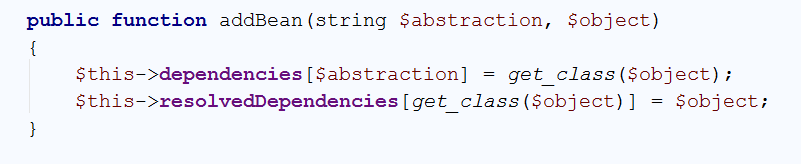 public function addBean(string $abstraction, $object)
{
    $this->dependencies[$abstraction] = get_class($object);
    $this->resolvedDependencies[get_class($object)] = $object;
}